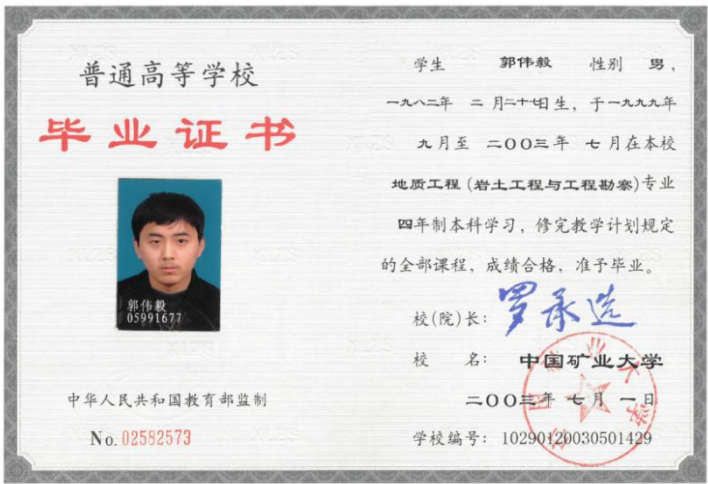 普通高等学校
毕业证书
郭伟毅
05991677
中华人民共和国教育部监制
No. 02582573
学生 郭伟毅 性别 男，
一九八二年 二 月二十七日生，于一九九九年
九 月至 二〇〇三年 七 月在本校
地质工程 (岩土工程与工程勘察) 专业
四年制本科学习，修完教学计划规定
的全部课程，成绩合格，准予毕业。
校(院)长： 罗承选
校 名： 中国矿业大学
二〇〇三年 七 月 一 日
学校编号： 10290120030501429